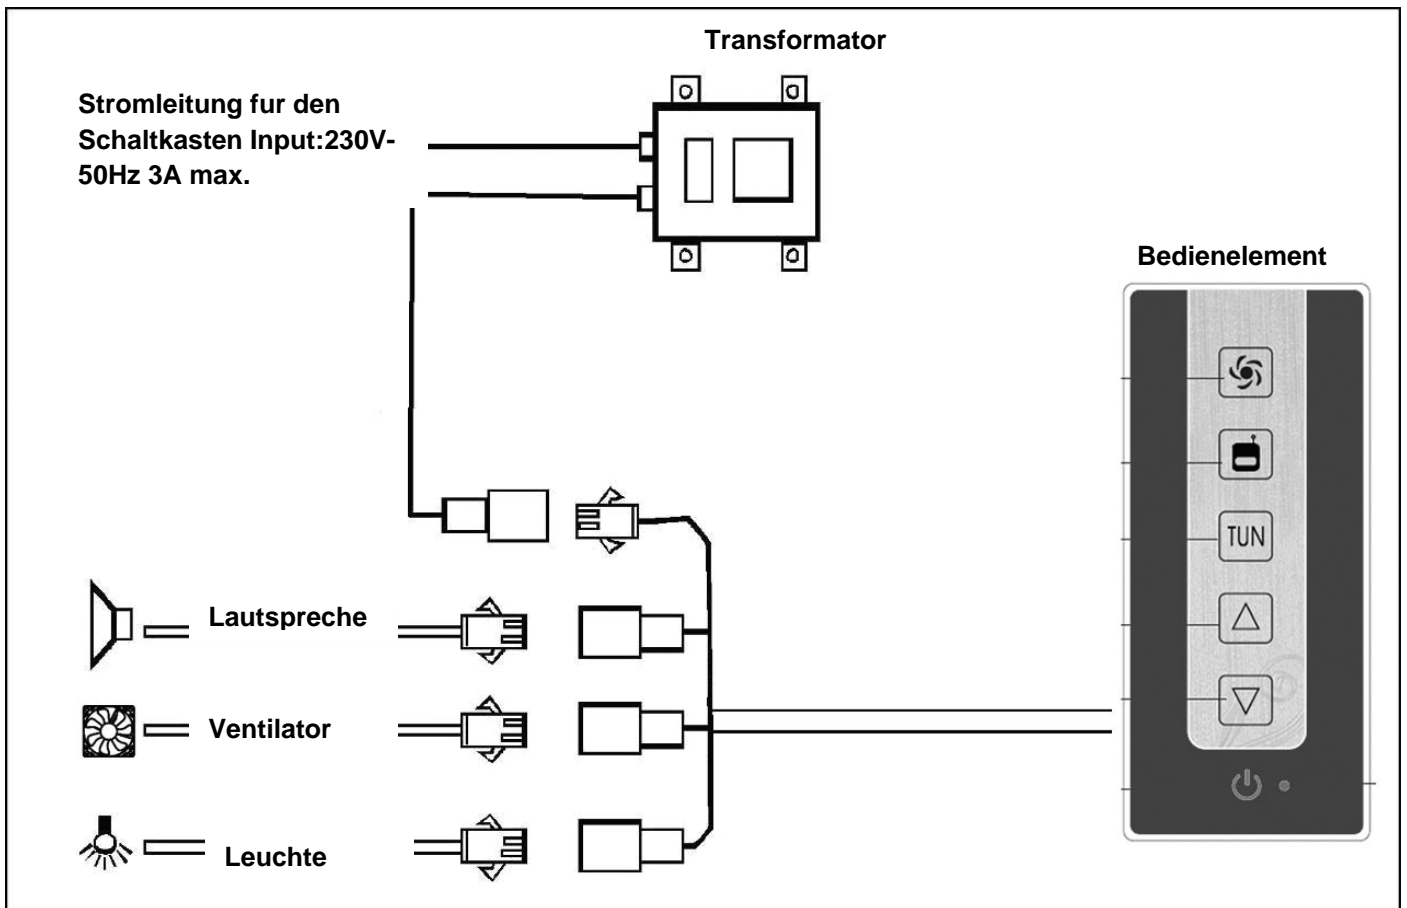 Transformator
Stromleitung fur den
Schaltkasten Input:230V-
50Hz 3A max.
Bedienelement
TUN
Lautspreche
Ventilator
Leuchte